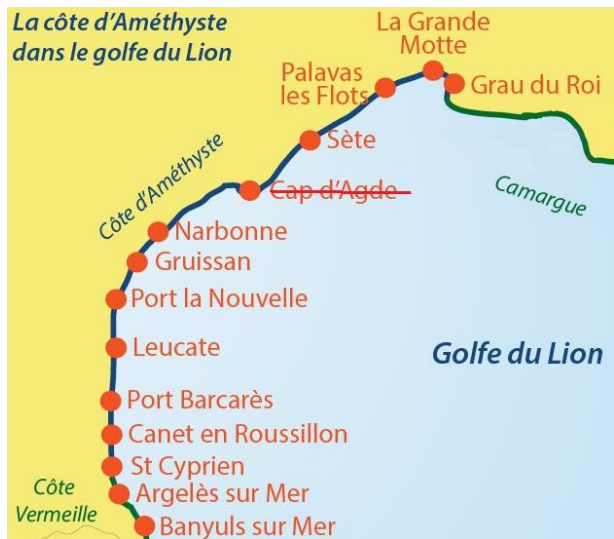 La côte d'Améthyste
dans le golfe du Lion
La Grande
Motte
Palavas
les Flots
Grau du Roi
Sète
Côte d'Améthyste
Cap d'Agde
Camargue
Narbonne
Gruissan
Port la Nouvelle
Leucate
Golfe du Lion
Port Barcarès
Canet en Roussillon
St Cyprien
Côte
Vermeille
Argelès sur Mer
Banyuls sur Mer